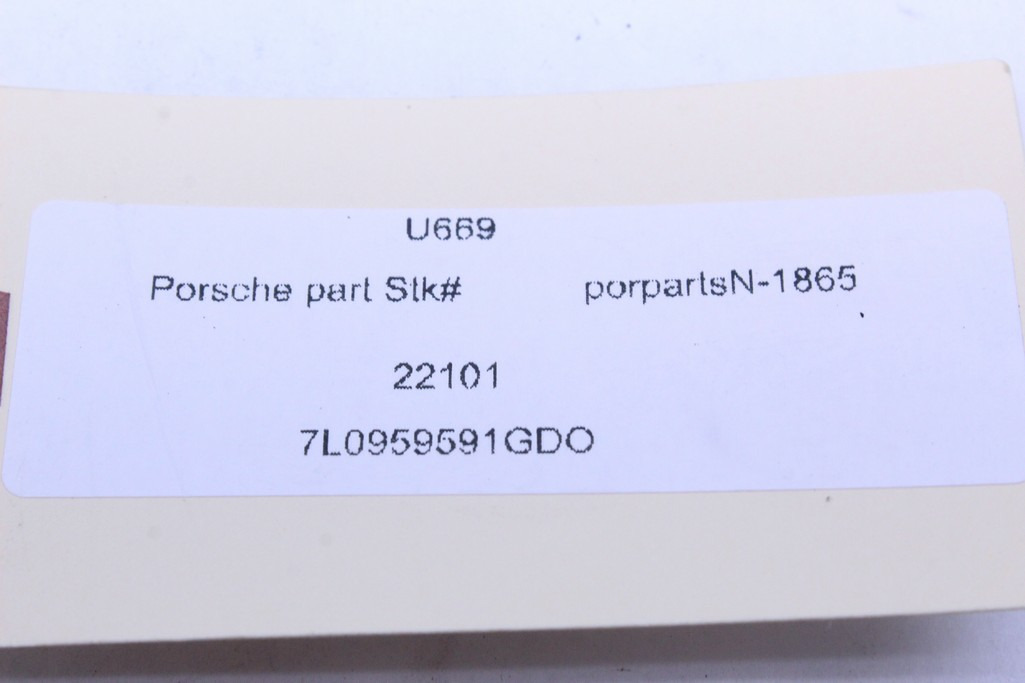 U669
Porsche part Stk# porpartsN-1865
22101
7L0959591GDO